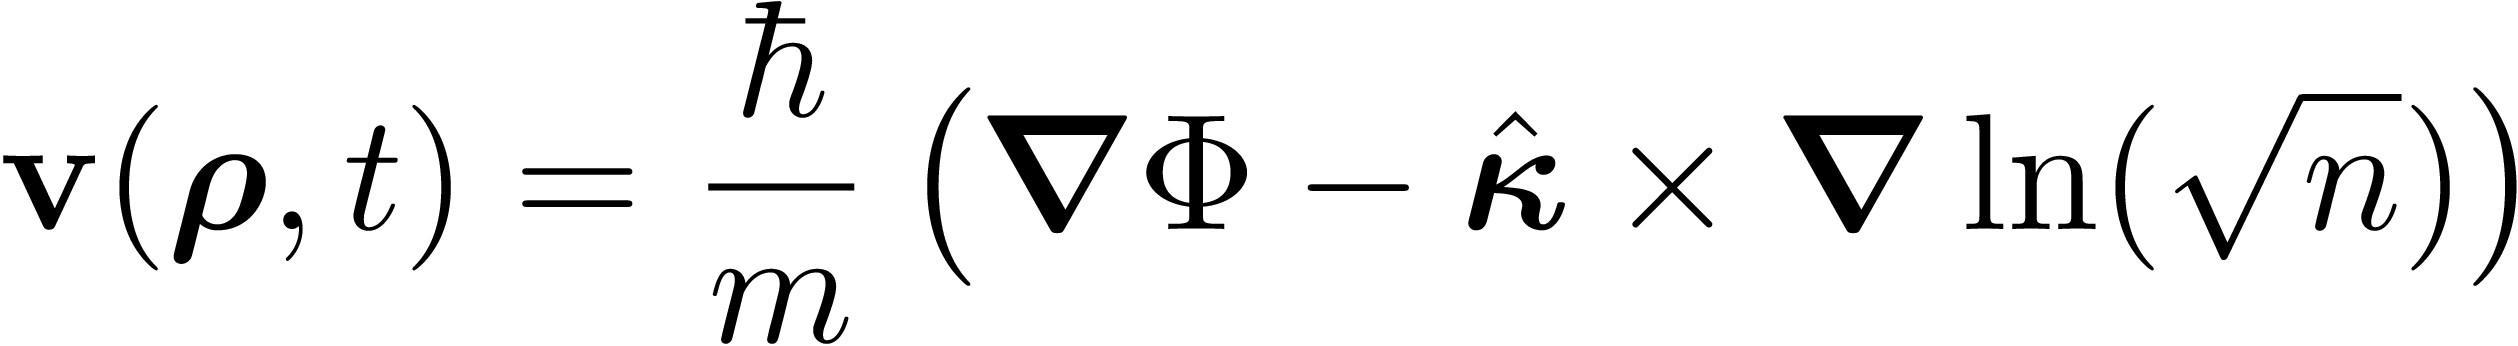 𝐯(𝝆, t) = ħ/m (∇Φ − 𝜿̂ × ∇ ln(√n̅))